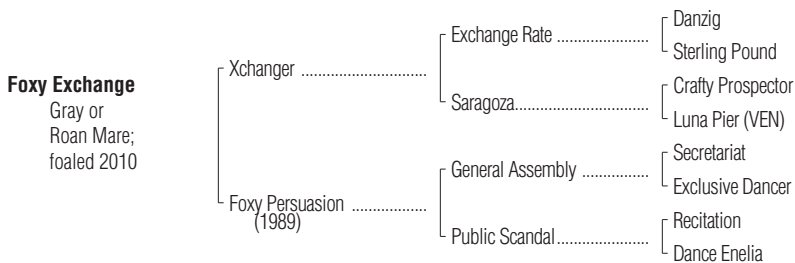 Foxy Exchange
Gray or
Roan Mare;
foaled 2010
Xchanger ............................
Foxy Persuasion .................
(1989)
Exchange Rate .....................
Saragoza..............................
General Assembly ...............
Public Scandal.....................
Danzig
Sterling Pound
Crafty Prospector
Luna Pier (VEN)
Secretariat
Exclusive Dancer
Recitation
Dance Enelia